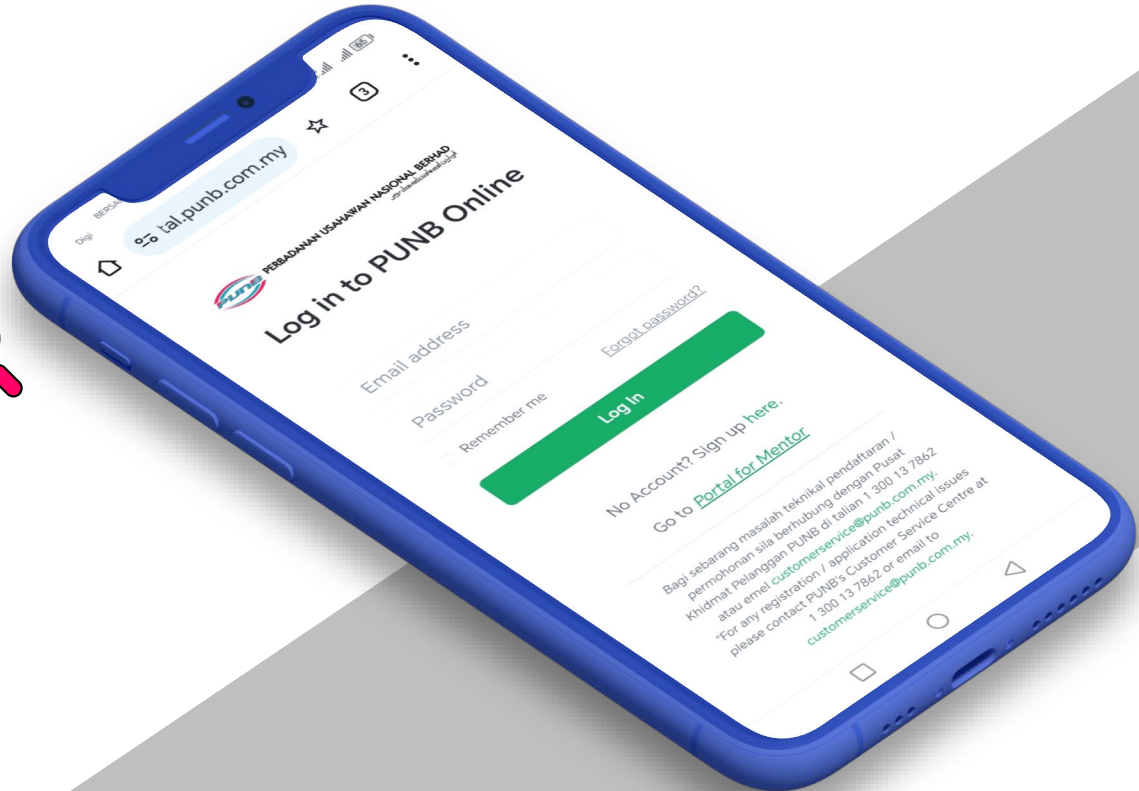 Digi
65
3
tal.punb.com.my
PUNB
PERBADANAN USAHAWAN NASIONAL BERHAD
Log in to PUNB Online
Email address
Password
Remember me
Forgot password?
Log In
No Account? Sign up here.
Go to Portal for Mentor
Bagi sebarang masalah teknikal pendaftaran /
permohonan sila berhubung dengan Pusat
Khidmat Pelanggan PUNB di talian 1 300 13 7862
atau emel customerservice@punb.com.my.
*For any registration / application technical issues
please contact PUNB's Customer Service Centre at
1 300 13 7862 or email to
customerservice@punb.com.my.